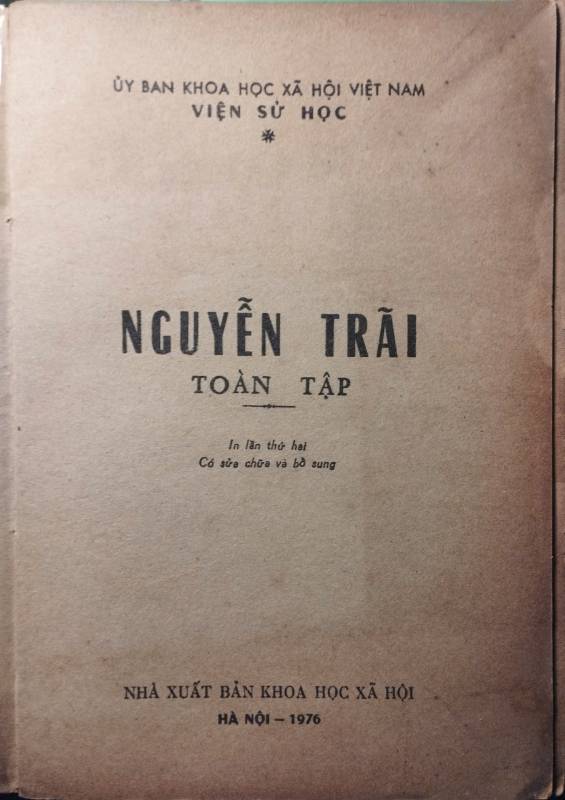 ỦY BAN KHOA HỌC XÃ HỘI VIỆT NAM
VIỆN SỬ HỌC
*
NGUYỄN TRÃI
TOÀN TẬP
In lần thứ hai
Có sửa chữa và bổ sung
NHÀ XUẤT BẢN KHOA HỌC XÃ HỘI
HÀ NỘI – 1976